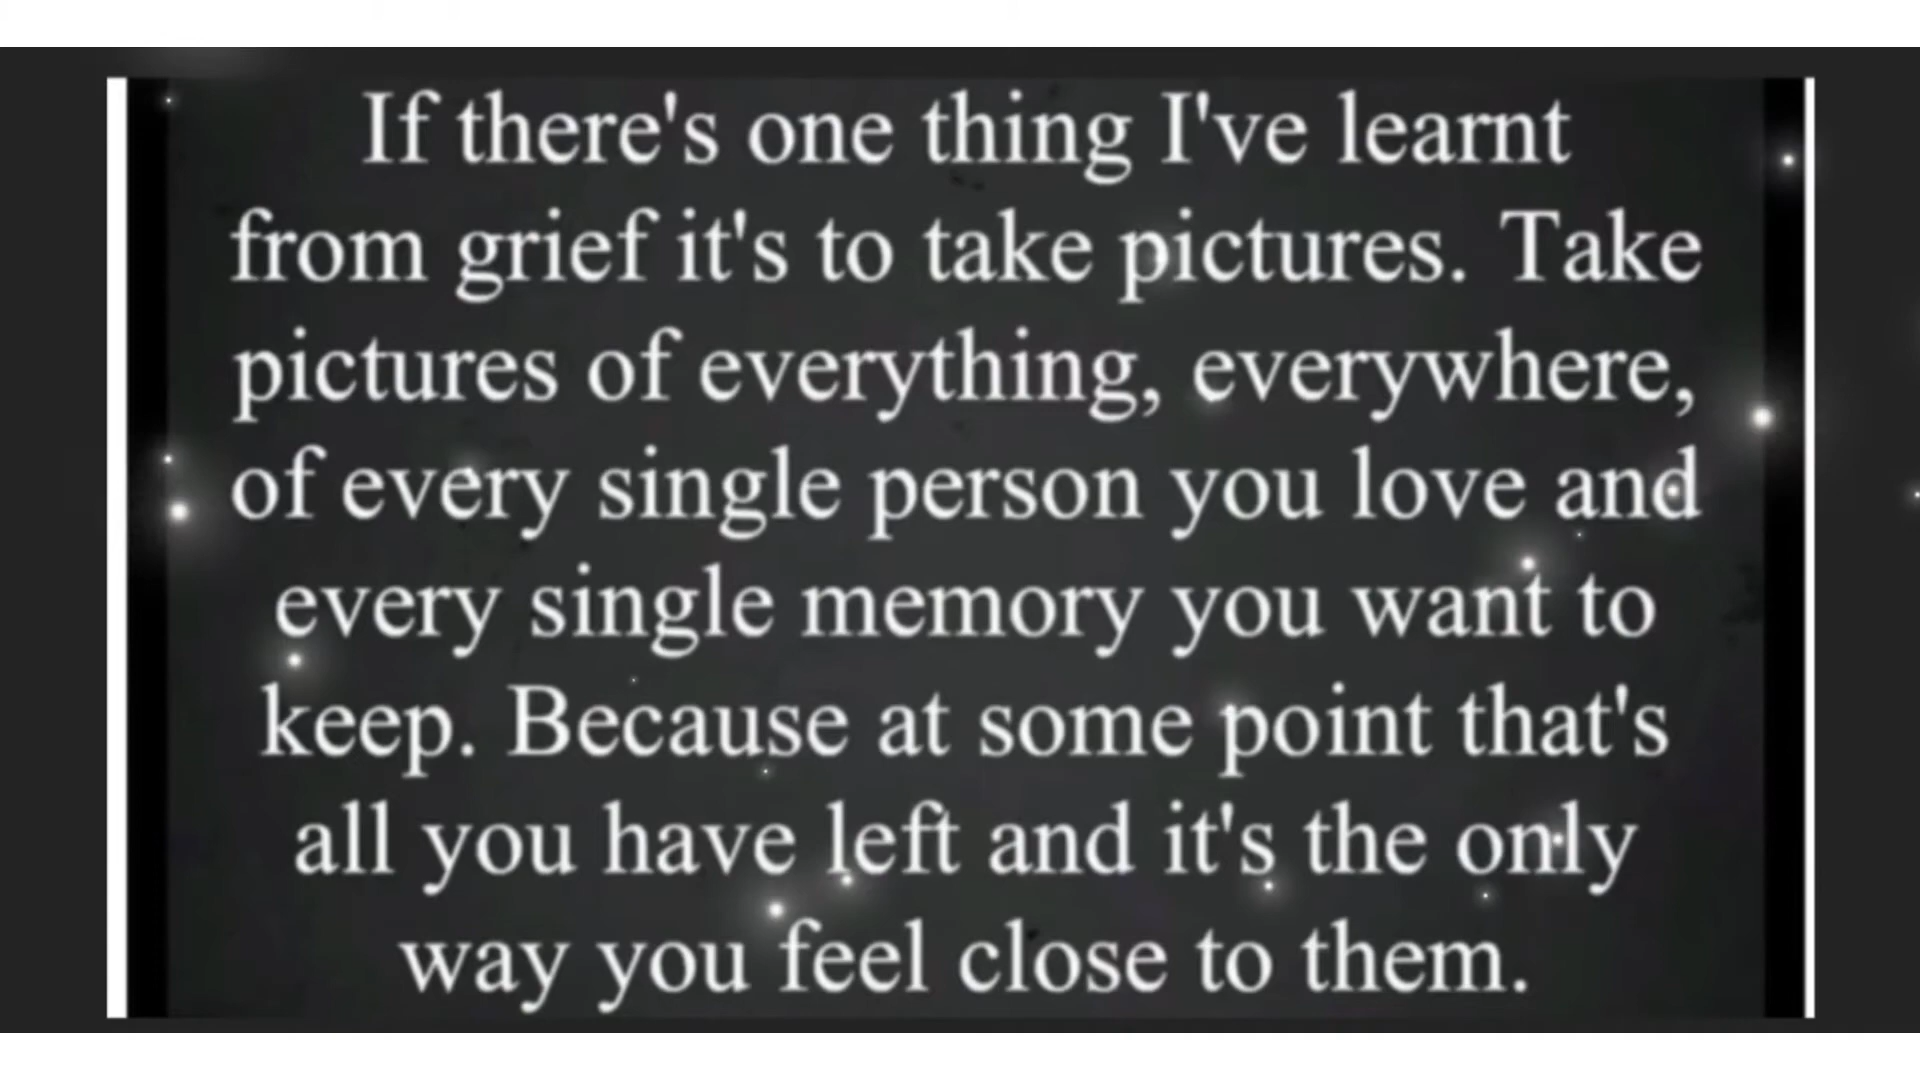 If there's one thing I've learnt
from grief it's to take pictures. Take
pictures of everything, everywhere,
of every single person you love and
every single memory you want to
keep. Because at some point that's
all you have left and it's the only
way you feel close to them.